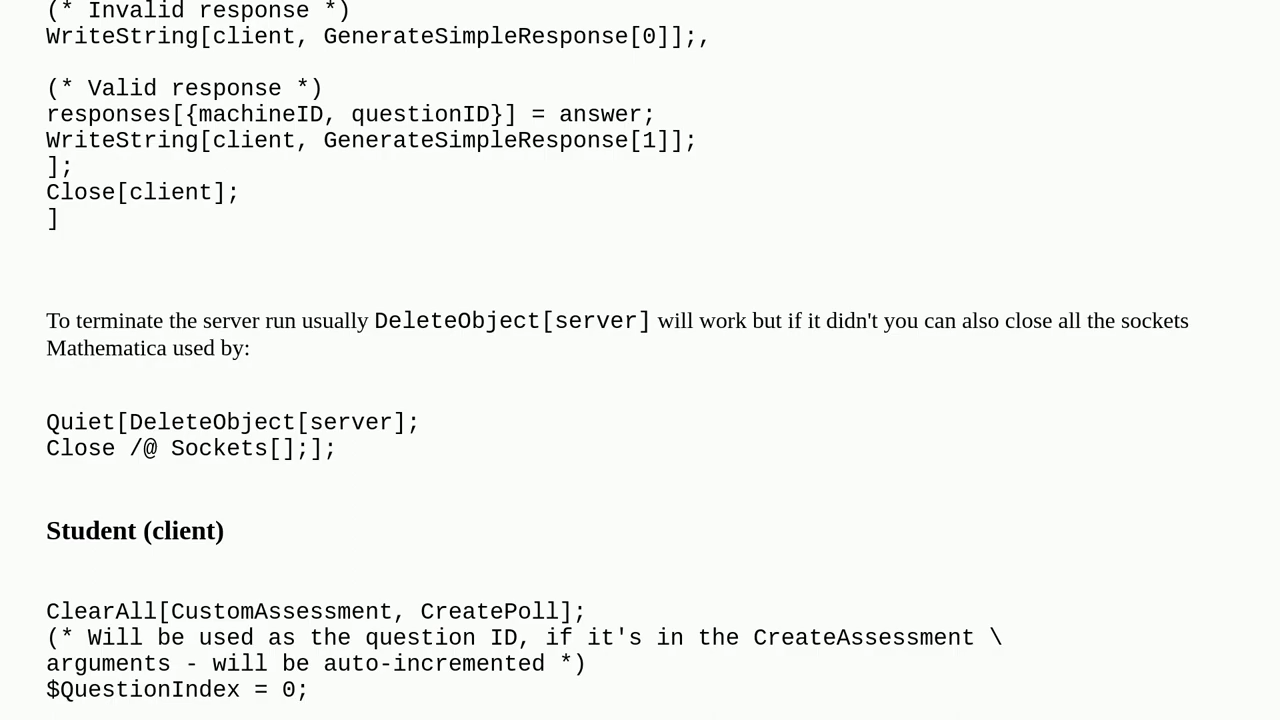 (* Invalid response *)
WriteString[client, GenerateSimpleResponse[0]];,
(* Valid response *)
responses[{machineID, questionID}] = answer;
WriteString[client, GenerateSimpleResponse[1]];
];
Close[client];
]
To terminate the server run usually DeleteObject[server] will work but if it didn't you can also close all the sockets
Mathematica used by:
Quiet[DeleteObject[server];
Close /@ Sockets[];];
Student (client)
ClearAll[CustomAssessment, CreatePoll];
(* Will be used as the question ID, if it's in the CreateAssessment \
arguments - will be auto-incremented *)
$QuestionIndex = 0;